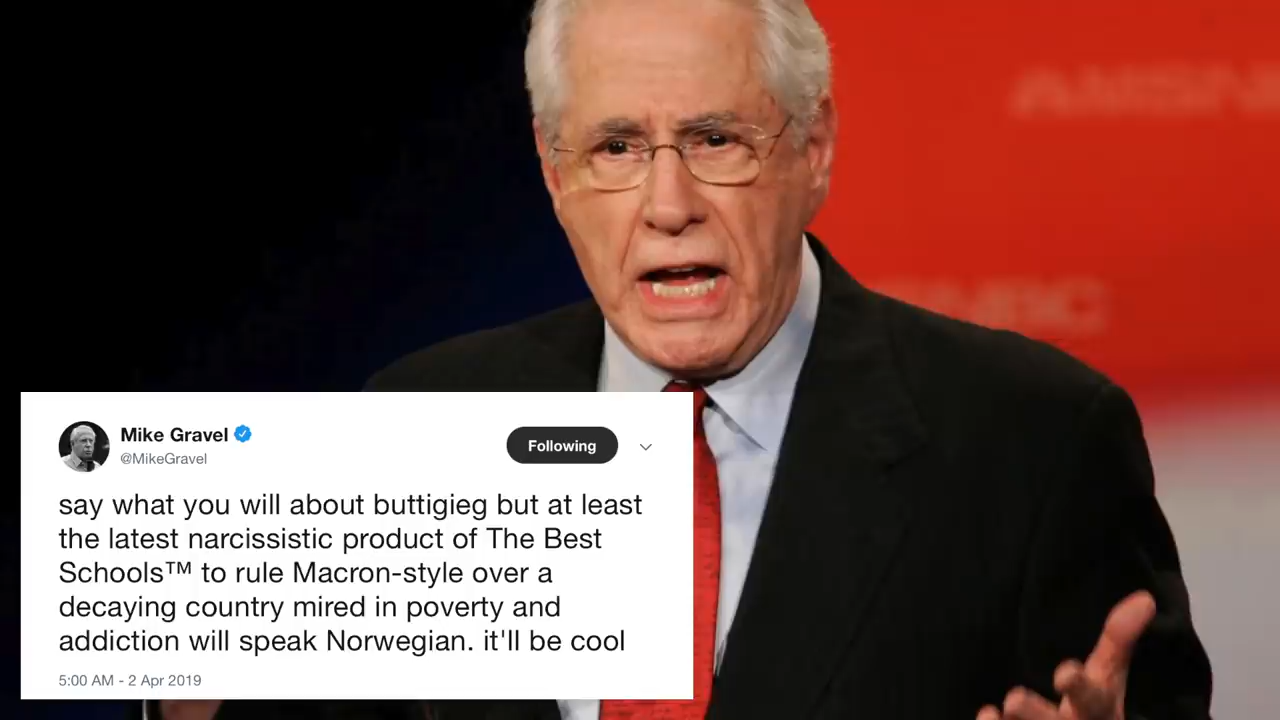 Mike Gravel
@MikeGravel
Following
say what you will about buttigieg but at least
the latest narcissistic product of The Best
Schools™ to rule Macron-style over a
decaying country mired in poverty and
addiction will speak Norwegian. it'll be cool
5:00 AM - 2 Apr 2019